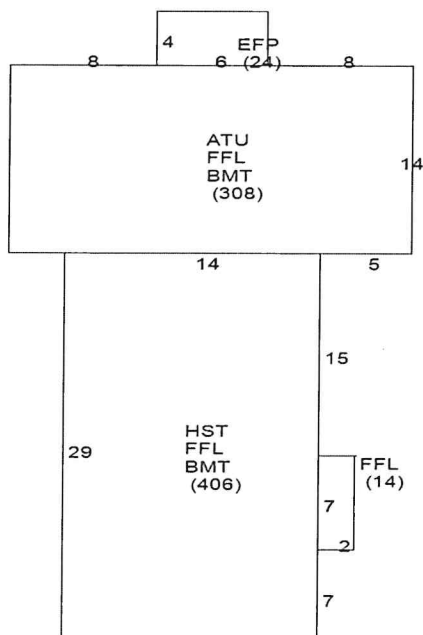 4
EFP
8
6
(24)
8
ATU
FFL
BMT
(308)
14
14
5
15
HST
FFL
BMT
(406)
29
FFL
(14)
7
2
7